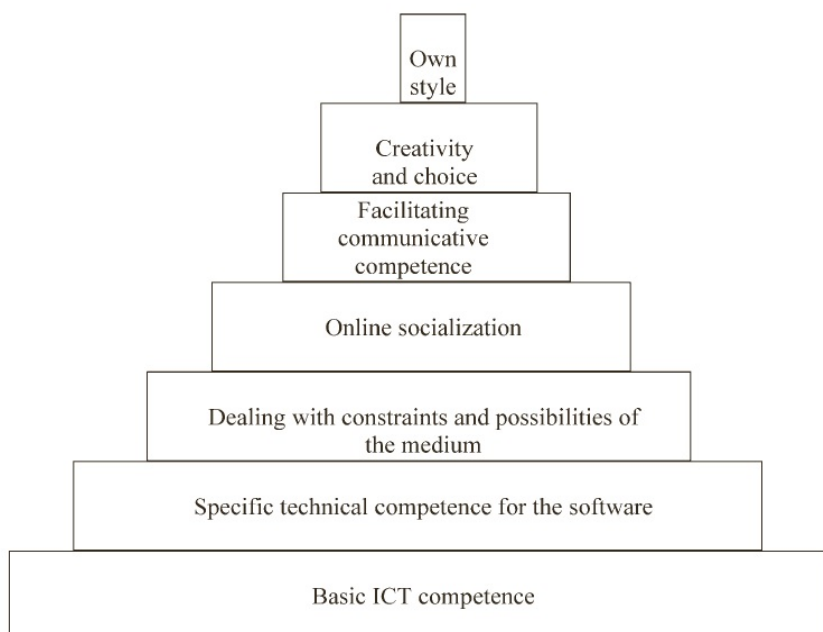 Own
style
Creativity
and choice
Facilitating
communicative
competence
Online socialization
Dealing with constraints and possibilities of
the medium
Specific technical competence for the software
Basic ICT competence